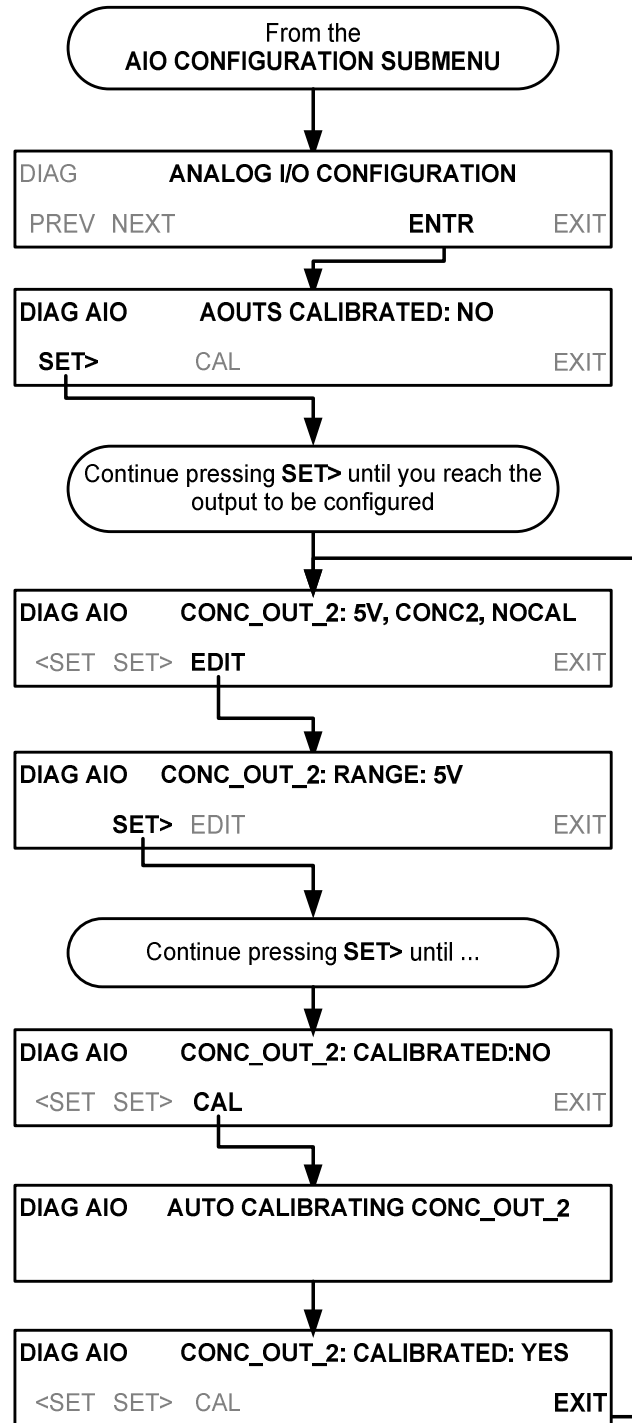 From the
AIO CONFIGURATION SUBMENU
DIAG ANALOG I/O CONFIGURATION
PREV NEXT ENTR EXIT
DIAG AIO AOUTS CALIBRATED: NO
SET> CAL EXIT
Continue pressing SET> until you reach the
output to be configured
DIAG AIO CONC_OUT_2: 5V, CONC2, NOCAL
<SET SET> EDIT EXIT
DIAG AIO CONC_OUT_2: RANGE: 5V
SET> EDIT EXIT
Continue pressing SET> until ...
DIAG AIO CONC_OUT_2: CALIBRATED:NO
<SET SET> CAL EXIT
DIAG AIO AUTO CALIBRATING CONC_OUT_2
DIAG AIO CONC_OUT_2: CALIBRATED: YES
<SET SET> CAL EXIT